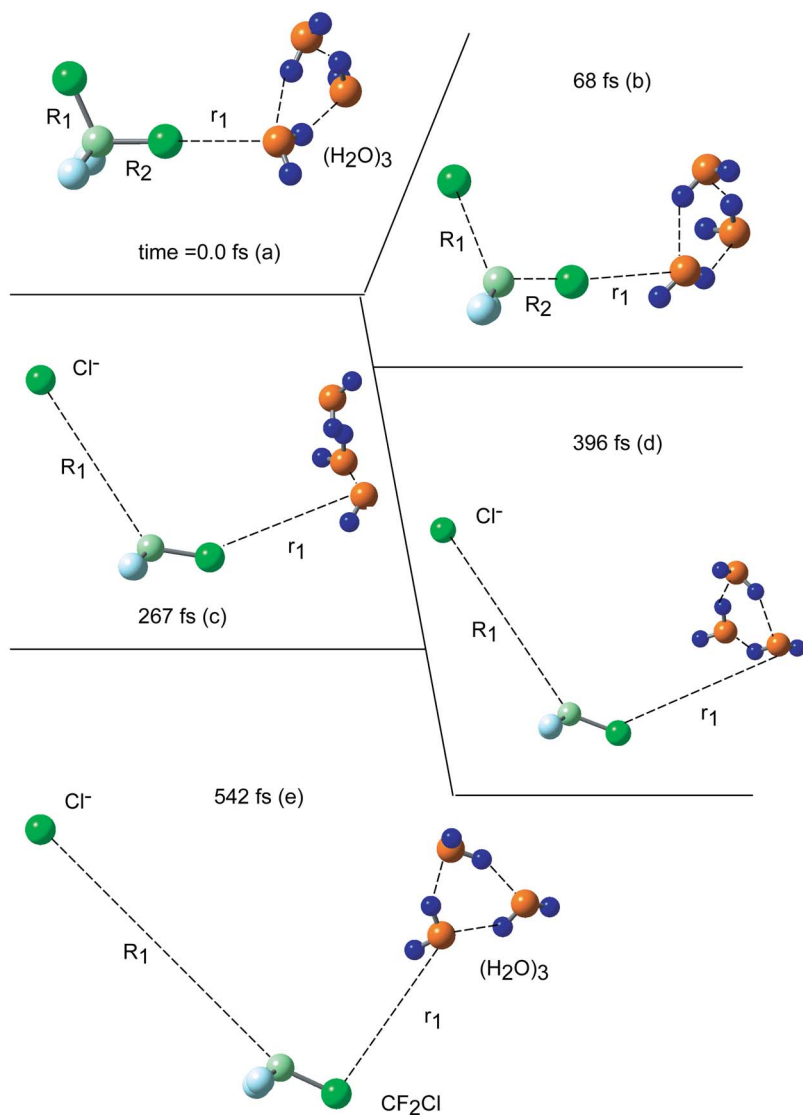 R1
R2
r1
(H2O)3
time =0.0 fs (a)
68 fs (b)
R1
R2
r1
Cl-
R1
r1
267 fs (c)
396 fs (d)
Cl-
R1
r1
542 fs (e)
Cl-
R1
(H2O)3
r1
CF2Cl